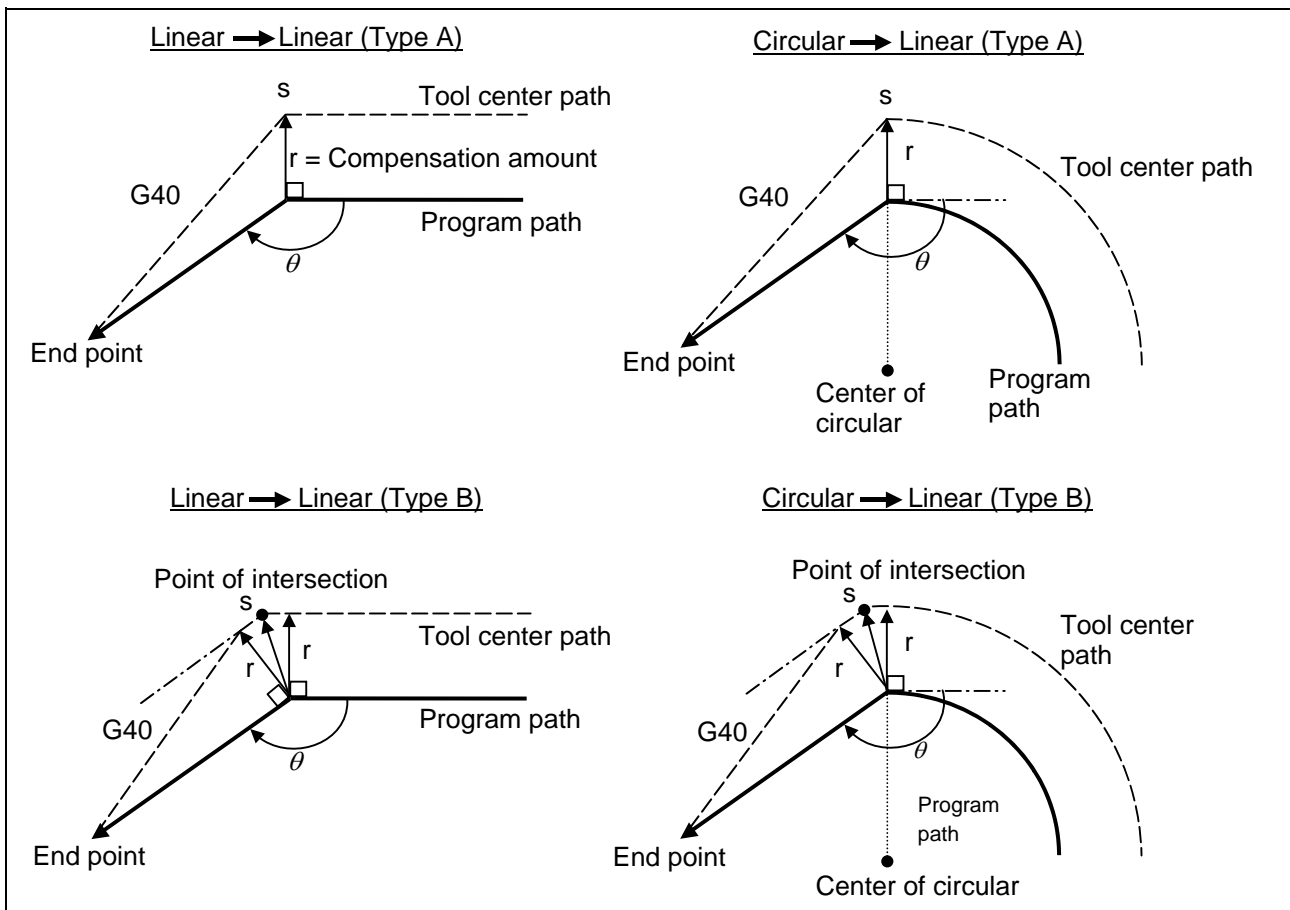 Linear → Linear (Type A)
s
Tool center path
r = Compensation amount
G40
Program path
θ
End point
Circular → Linear (Type A)
s
r
Tool center path
G40
θ
End point
Center of
circular
Program
path
Linear → Linear (Type B)
Point of intersection
s
Tool center path
r
r
G40
Program path
θ
End point
Circular → Linear (Type B)
Point of intersection
s
Tool center
path
r
r
G40
θ
Program
path
End point
Center of circular